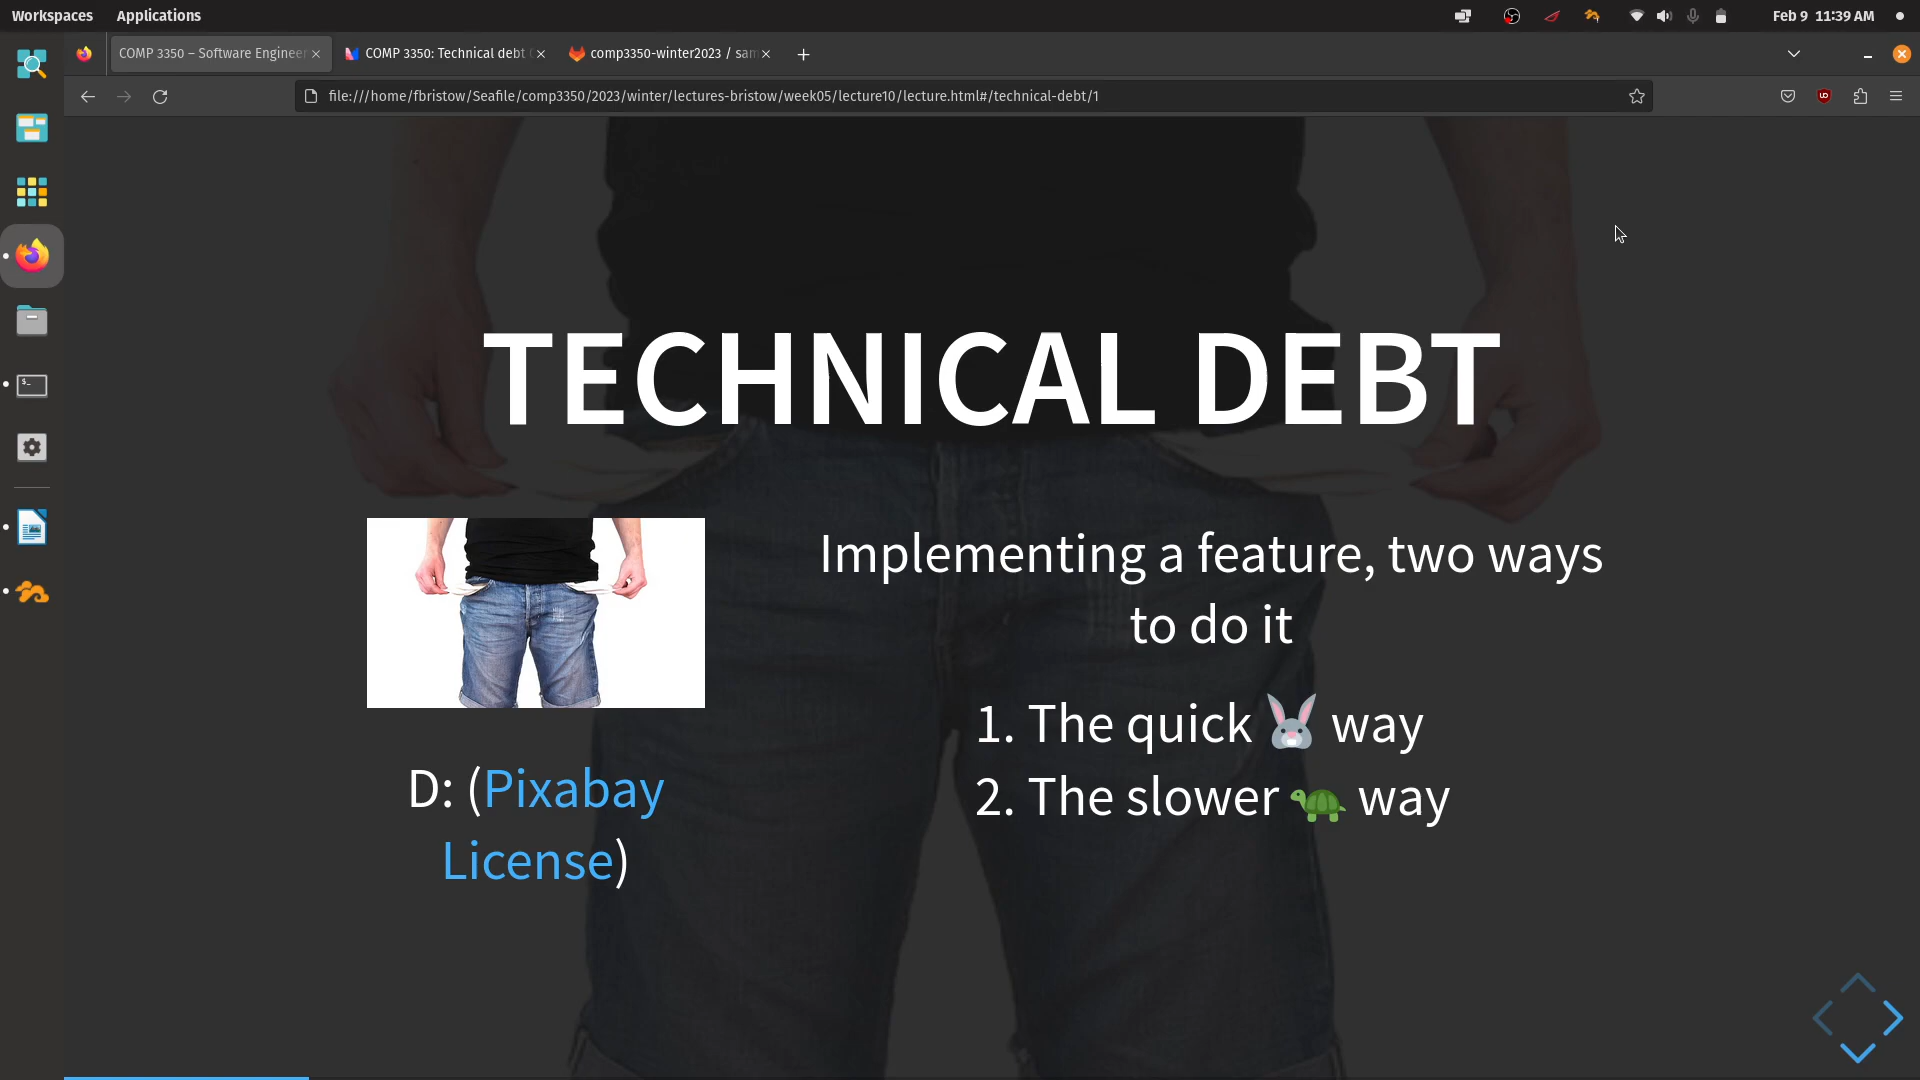 Workspaces Applications Feb 9 11:39 AM
COMP 3350 – Software Engineer COMP 3350: Technical debt comp3350-winter2023 / sam
file:///home/fbristow/Seafile/comp3350/2023/winter/lectures-bristow/week05/lecture10/lecture.html#/technical-debt/1
TECHNICAL DEBT
Implementing a feature, two ways
to do it
1. The quick 🐰 way
2. The slower 🐢 way
D: (Pixabay
License)